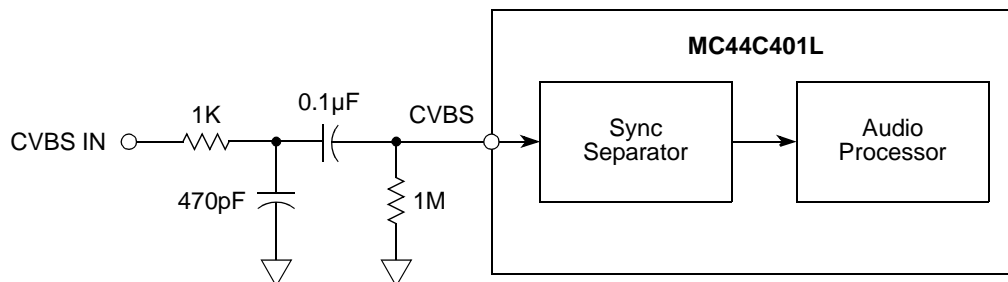 MC44C401L
0.1µF
1K
CVBS
CVBS IN
Sync
Separator
Audio
Processor
470pF
1M